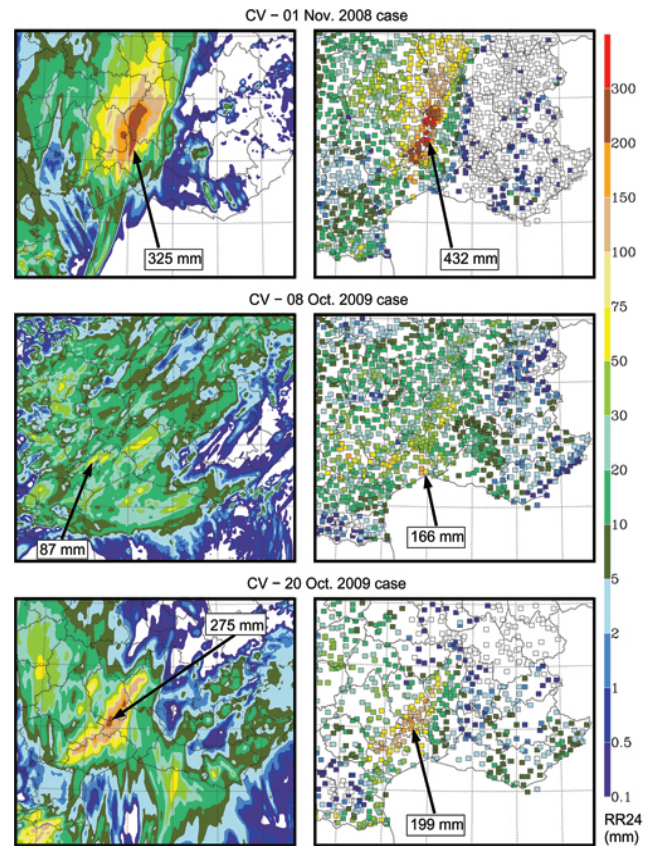 CV – 01 Nov. 2008 case
325 mm
432 mm
CV – 08 Oct. 2009 case
87 mm
166 mm
CV – 20 Oct. 2009 case
275 mm
199 mm
300
200
150
100
75
50
30
20
10
5
2
1
0.5
0.1
RR24
(mm)